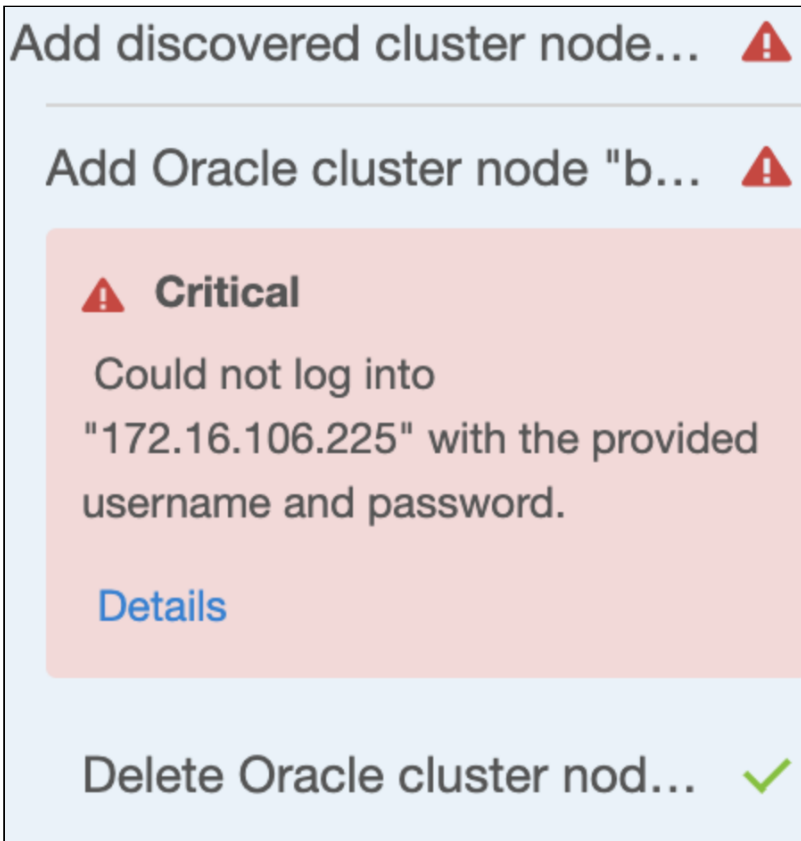 Add discovered cluster node...
Add Oracle cluster node "b...
Critical
Could not log into
"172.16.106.225" with the provided
username and password.
Details
Delete Oracle cluster nod...